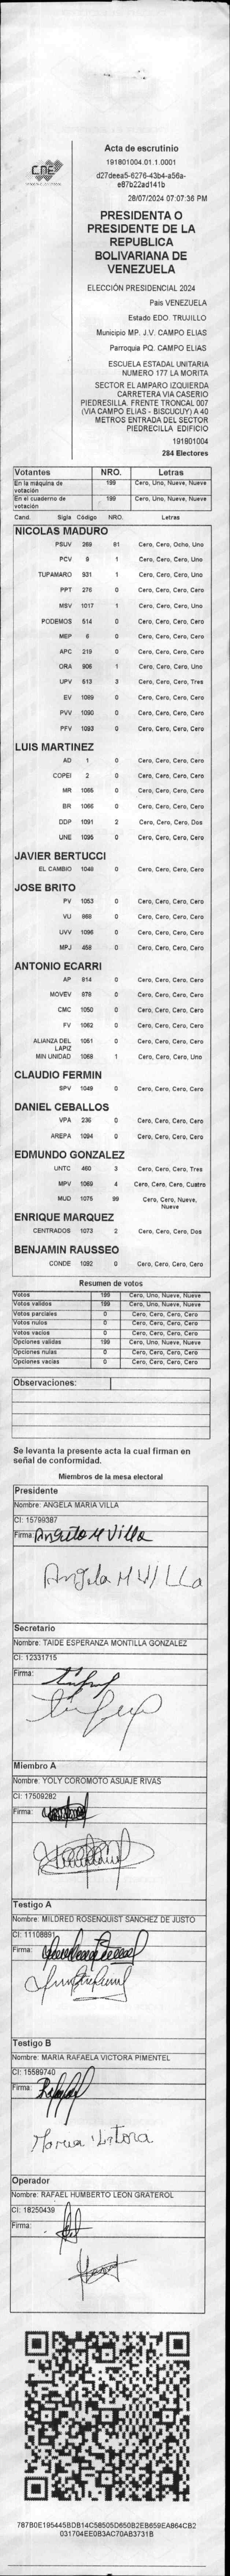 CNE
Acta de escrutinio
191801004.01.1.0001
d27deea5-6276-43b4-a56a-
e87b22ad141b
28/07/2024 07:07:36 PM
PRESIDENTA O
PRESIDENTE DE LA
REPUBLICA
BOLIVARIANA DE
VENEZUELA
ELECCIÓN PRESIDENCIAL 2024
Pais VENEZUELA
Estado EDO. TRUJILLO
Municipio MP. J.V. CAMPO ELIAS
Parroquia PQ. CAMPO ELIAS
ESCUELA ESTADAL UNITARIA
NUMERO 177 LA MORITA
SECTOR EL AMPARO IZQUIERDA
CARRETERA VIA CASERIO
PIEDRESILLA. FRENTE TRONCAL 007
(VIA CAMPO ELIAS - BISCUCUY) A 40
METROS ENTRADA DEL SECTOR
PIEDRECILLA EDIFICIO
191801004
284 Electores
Votantes NRO. Letras
En la máquina de votación 199 Cero, Uno, Nueve, Nueve
En el cuaderno de votación 199 Cero, Uno, Nueve, Nueve
Cand. Sigla Código NRO. Letras
NICOLAS MADURO
PSUV 269 81 Cero, Cero, Ocho, Uno
PCV 9 1 Cero, Cero, Cero, Uno
TUPAMARO 931 1 Cero, Cero, Cero, Uno
PPT 276 0 Cero, Cero, Cero, Cero
MSV 1017 1 Cero, Cero, Cero, Uno
PODEMOS 514 0 Cero, Cero, Cero, Cero
MEP 6 0 Cero, Cero, Cero, Cero
APC 219 0 Cero, Cero, Cero, Cero
ORA 906 1 Cero, Cero, Cero, Uno
UPV 513 3 Cero, Cero, Cero, Tres
EV 1089 0 Cero, Cero, Cero, Cero
PVV 1090 0 Cero, Cero, Cero, Cero
PFV 1093 0 Cero, Cero, Cero, Cero
LUIS MARTINEZ
AD 1 0 Cero, Cero, Cero, Cero
COPEI 2 0 Cero, Cero, Cero, Cero
MR 1065 0 Cero, Cero, Cero, Cero
BR 1066 0 Cero, Cero, Cero, Cero
DDP 1091 2 Cero, Cero, Cero, Dos
UNE 1095 0 Cero, Cero, Cero, Cero
JAVIER BERTUCCI
EL CAMBIO 1048 0 Cero, Cero, Cero, Cero
JOSE BRITO
PV 1053 0 Cero, Cero, Cero, Cero
VU 868 0 Cero, Cero, Cero, Cero
UVV 1096 0 Cero, Cero, Cero, Cero
MPJ 458 0 Cero, Cero, Cero, Cero
ANTONIO ECARRI
AP 814 0 Cero, Cero, Cero, Cero
MOVEV 878 0 Cero, Cero, Cero, Cero
CMC 1050 0 Cero, Cero, Cero, Cero
FV 1062 0 Cero, Cero, Cero, Cero
ALIANZA DEL LAPIZ 1051 0 Cero, Cero, Cero, Cero
MIN UNIDAD 1068 1 Cero, Cero, Cero, Uno
CLAUDIO FERMIN
SPV 1049 0 Cero, Cero, Cero, Cero
DANIEL CEBALLOS
VPA 236 0 Cero, Cero, Cero, Cero
AREPA 1094 0 Cero, Cero, Cero, Cero
EDMUNDO GONZALEZ
UNTC 460 3 Cero, Cero, Cero, Tres
MPV 1069 4 Cero, Cero, Cero, Cuatro
MUD 1075 99 Cero, Cero, Nueve, Nueve
ENRIQUE MARQUEZ
CENTRADOS 1073 2 Cero, Cero, Cero, Dos
BENJAMIN RAUSSEO
CONDE 1092 0 Cero, Cero, Cero, Cero
Resumen de votos
Votos 199 Cero, Uno, Nueve, Nueve
Votos validos 199 Cero, Uno, Nueve, Nueve
Votos parciales 0 Cero, Cero, Cero, Cero
Votos nulos 0 Cero, Cero, Cero, Cero
Votos vacios 0 Cero, Cero, Cero, Cero
Opciones validas 199 Cero, Uno, Nueve, Nueve
Opciones nulas 0 Cero, Cero, Cero, Cero
Opciones vacias 0 Cero, Cero, Cero, Cero
Observaciones:
Se levanta la presente acta la cual firman en
señal de conformidad.
Miembros de la mesa electoral
Presidente
Nombre: ANGELA MARIA VILLA
CI: 15799387
Firma: Angela M Villa
Angela M Villa
Secretario
Nombre: TAIDE ESPERANZA MONTILLA GONZALEZ
CI: 12331715
Firma:
Miembro A
Nombre: YOLY COROMOTO ASUAJE RIVAS
CI: 17509282
Firma:
Testigo A
Nombre: MILDRED ROSENQUIST SANCHEZ DE JUSTO
CI: 11108891
Firma:
Testigo B
Nombre: MARIA RAFAELA VICTORA PIMENTEL
CI: 15589740
Firma:
Maria Vitora
Operador
Nombre: RAFAEL HUMBERTO LEON GRATEROL
CI: 18250439
Firma:
787B0E195445BDB14C58505D650B2EB659EA864CB2
031704EE0B3AC70AB3731B